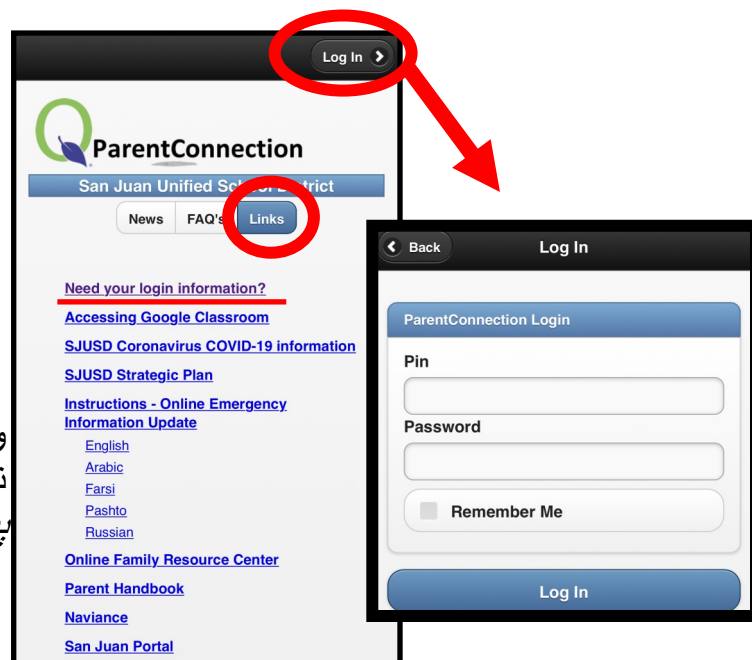 Log In
Q
ParentConnection
San Juan Unified School District
News FAQ's Links
Need your login information?
Accessing Google Classroom
SJUSD Coronavirus COVID-19 information
SJUSD Strategic Plan
Instructions - Online Emergency
Information Update
English
Arabic
Farsi
Pashto
Russian
Online Family Resource Center
Parent Handbook
Naviance
San Juan Portal
Back Log In
ParentConnection Login
Pin
Password
Remember Me
Log In